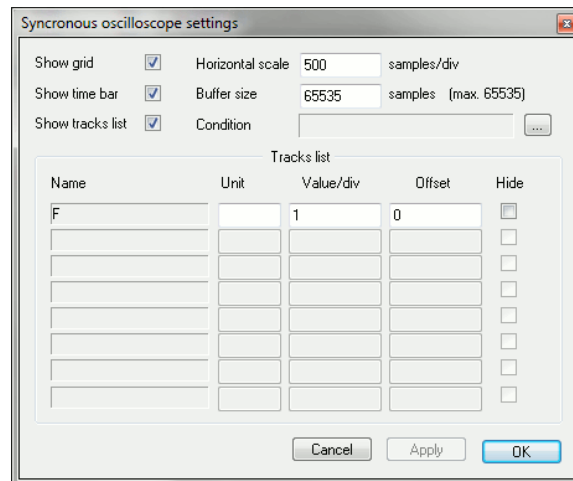 Syncronous oscilloscope settings
Show grid Horizontal scale 500 samples/div
Show time bar Buffer size 65535 samples (max. 65535)
Show tracks list Condition ...
Tracks list
Name Unit Value/div Offset Hide
F 1 0
Cancel Apply OK